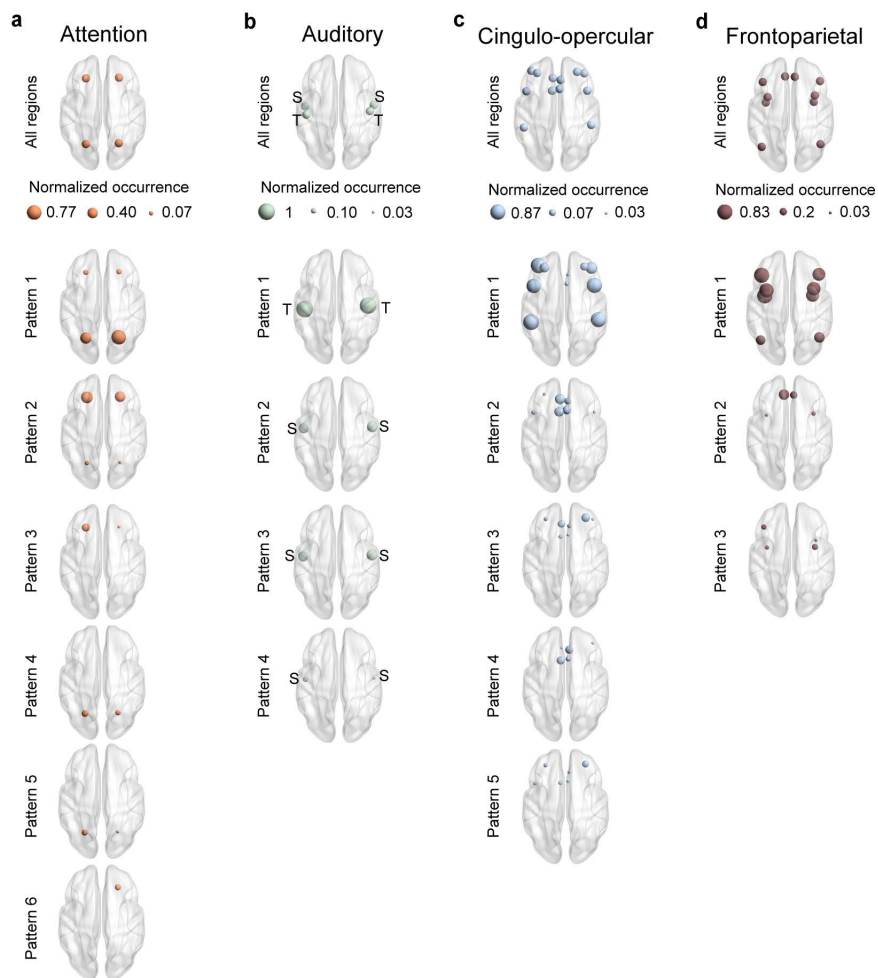 a
Attention
All regions
Normalized occurrence
0.77 0.40 0.07
Pattern 1
Pattern 2
Pattern 3
Pattern 4
Pattern 5
Pattern 6
b
Auditory
All regions
S S
T T
Normalized occurrence
1 0.10 0.03
Pattern 1
T T
Pattern 2
S S
Pattern 3
S S
Pattern 4
S S
c
Cingulo-opercular
All regions
Normalized occurrence
0.87 0.07 0.03
Pattern 1
Pattern 2
Pattern 3
Pattern 4
Pattern 5
d
Frontoparietal
All regions
Normalized occurrence
0.83 0.2 0.03
Pattern 1
Pattern 2
Pattern 3